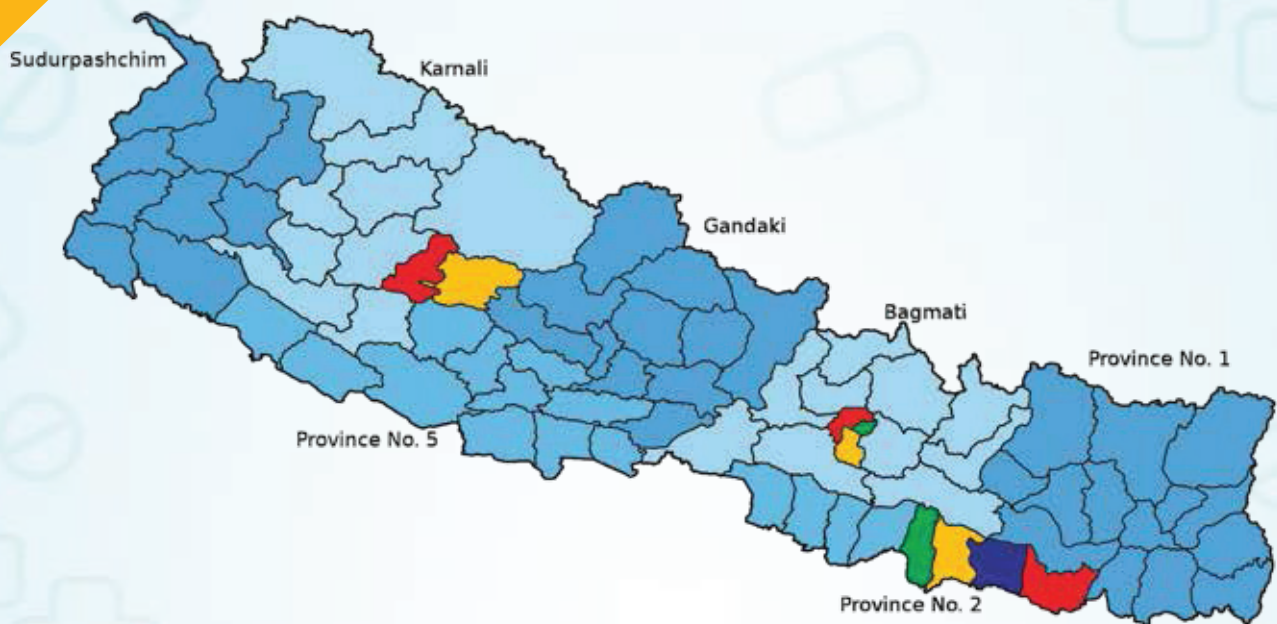 Sudurpashchim
Karnali
Gandaki
Bagmati
Province No. 1
Province No. 5
Province No. 2